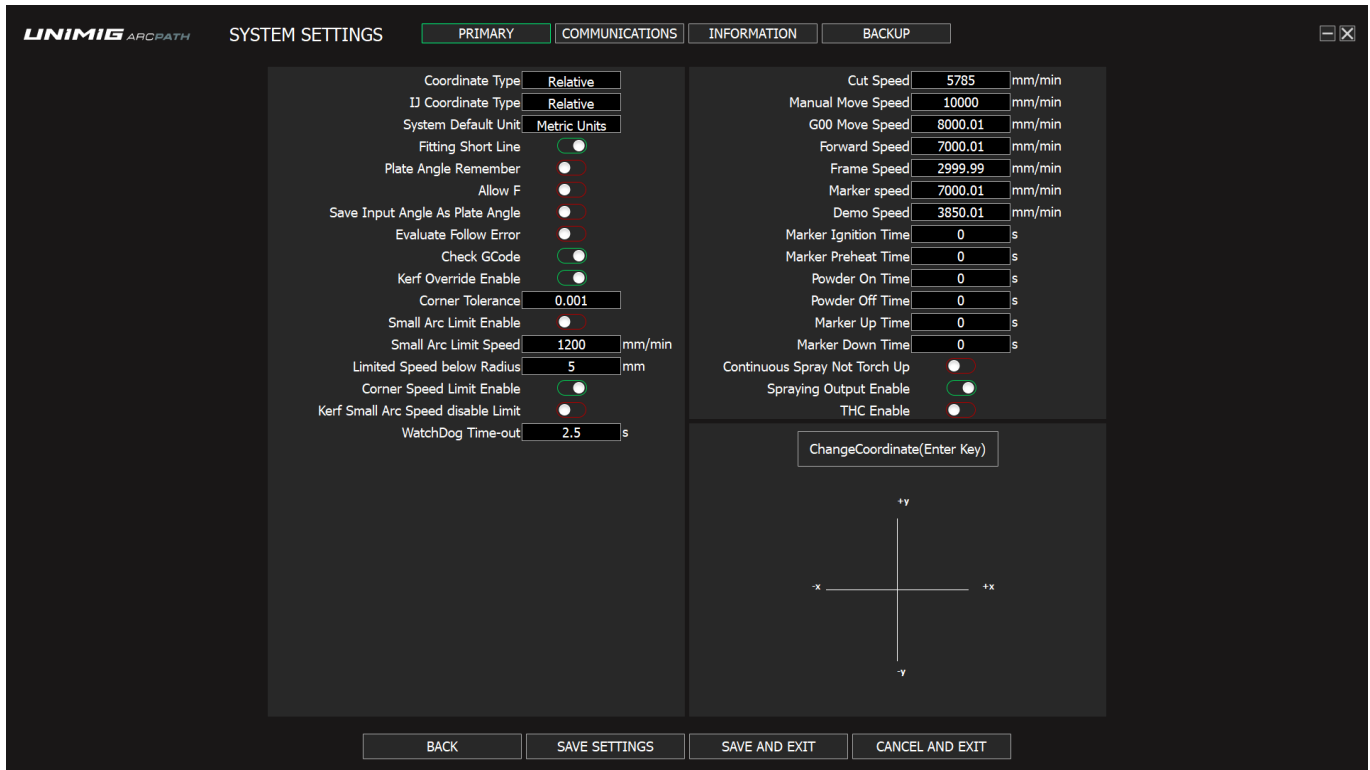 UNIMIG ARCPATH
SYSTEM SETTINGS
PRIMARY
COMMUNICATIONS
INFORMATION
BACKUP
Coordinate Type Relative
IJ Coordinate Type Relative
System Default Unit Metric Units
Fitting Short Line
Plate Angle Remember
Allow F
Save Input Angle As Plate Angle
Evaluate Follow Error
Check GCode
Kerf Override Enable
Corner Tolerance 0.001
Small Arc Limit Enable
Small Arc Limit Speed 1200 mm/min
Limited Speed below Radius 5 mm
Corner Speed Limit Enable
Kerf Small Arc Speed disable Limit
WatchDog Time-out 2.5 s
Cut Speed 5785 mm/min
Manual Move Speed 10000 mm/min
G00 Move Speed 8000.01 mm/min
Forward Speed 7000.01 mm/min
Frame Speed 2999.99 mm/min
Marker speed 7000.01 mm/min
Demo Speed 3850.01 mm/min
Marker Ignition Time 0 s
Marker Preheat Time 0 s
Powder On Time 0 s
Powder Off Time 0 s
Marker Up Time 0 s
Marker Down Time 0 s
Continuous Spray Not Torch Up
Spraying Output Enable
THC Enable
ChangeCoordinate(Enter Key)
+y
-x +x
-y
BACK
SAVE SETTINGS
SAVE AND EXIT
CANCEL AND EXIT